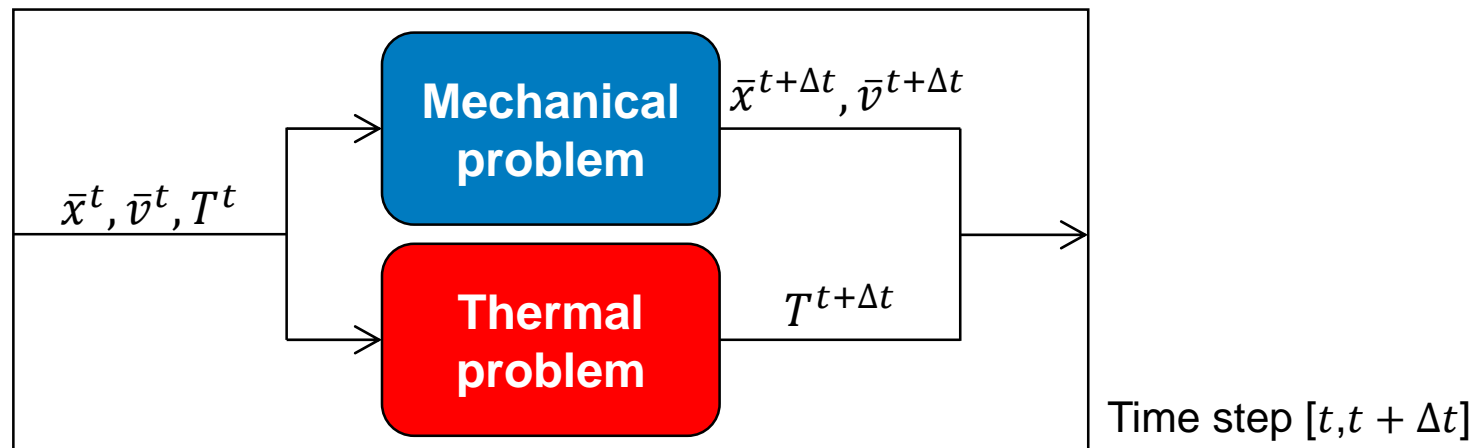 Mechanical
problem
x̄^{t+Δt}, v̄^{t+Δt}
x̄^t, v̄^t, T^t
Thermal
problem
T^{t+Δt}
Time step [t,t + Δt]